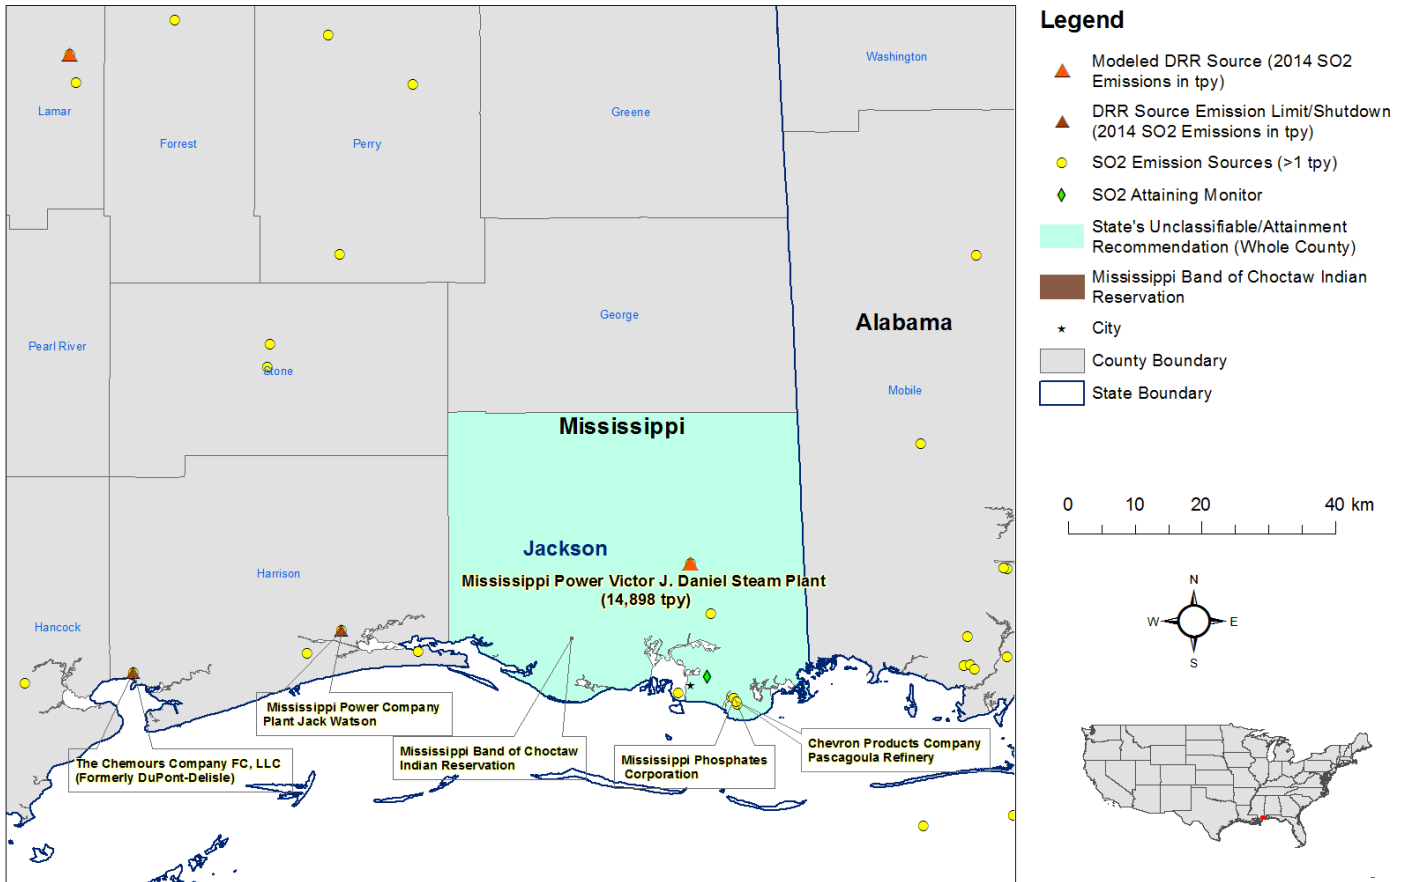 Washington
Lamar
Greene
Forrest
Perry
George
Alabama
Pearl River
Stone
Mobile
Mississippi
Jackson
Harrison
Mississippi Power Victor J. Daniel Steam Plant
(14,898 tpy)
Hancock
Mississippi Power Company
Plant Jack Watson
The Chemours Company FC, LLC
(Formerly DuPont-Delisle)
Mississippi Band of Choctaw
Indian Reservation
Mississippi Phosphates
Corporation
Chevron Products Company
Pascagoula Refinery
Legend
Modeled DRR Source (2014 SO2
Emissions in tpy)
DRR Source Emission Limit/Shutdown
(2014 SO2 Emissions in tpy)
SO2 Emission Sources (>1 tpy)
SO2 Attaining Monitor
State's Unclassifiable/Attainment
Recommendation (Whole County)
Mississippi Band of Choctaw Indian
Reservation
City
County Boundary
State Boundary
0 10 20 40 km
N
W E
S